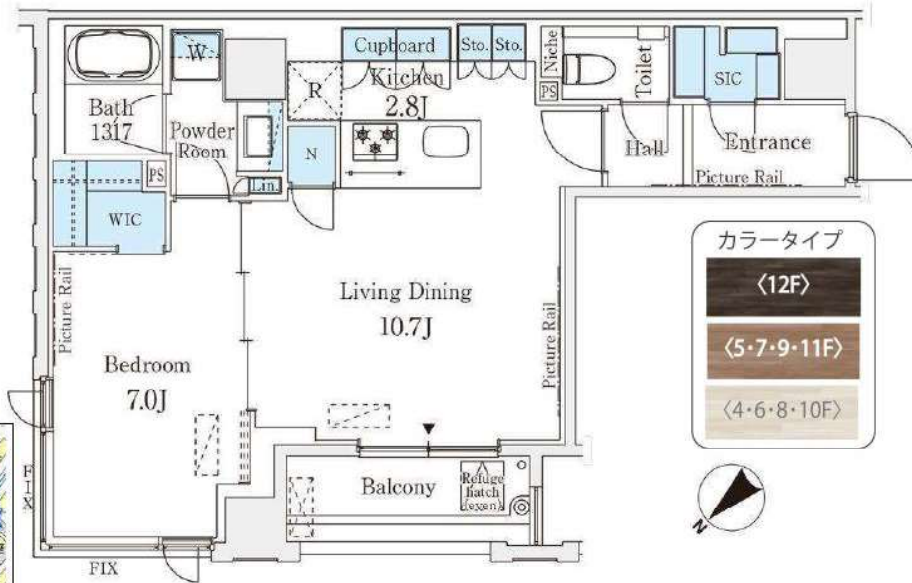 W
Cupboard
Sto. Sto.
Niche
Toilet
SIC
Kitchen
2.8J
R
PS
Bath
1317
Powder
Room
N
Hall
Entrance
Picture Rail
PS
Lin.
WIC
カラータイプ
〈12F〉
〈5・7・9・11F〉
〈4・6・8・10F〉
Picture Rail
Living Dining
10.7J
Picture Rail
Bedroom
7.0J
Balcony
Refuge
hatch
(even)
FIX
FIX
N